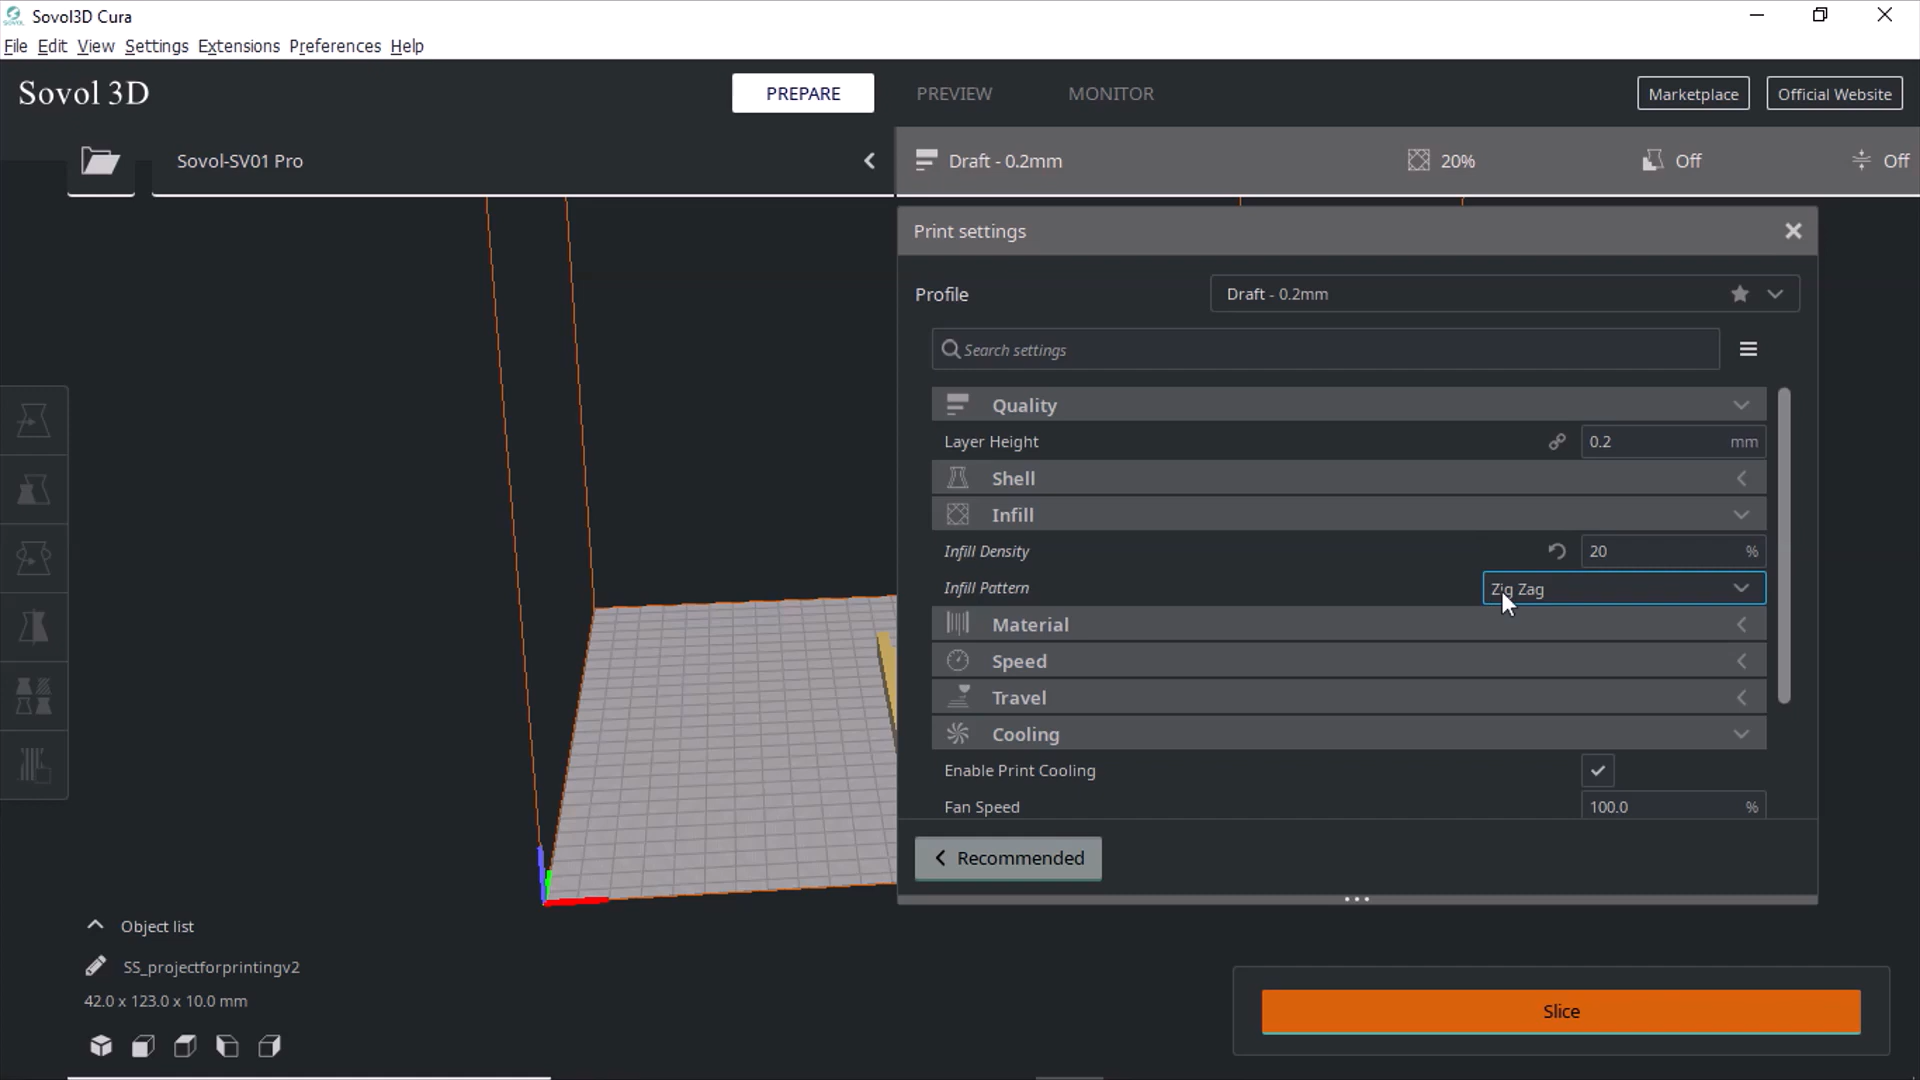 Sovol3D Cura
File Edit View Settings Extensions Preferences Help
Sovol 3D
PREPARE
PREVIEW
MONITOR
Marketplace
Official Website
Sovol-SV01 Pro
Draft - 0.2mm
20%
Off
Off
Print settings
Profile
Draft - 0.2mm
Search settings
Quality
Layer Height
0.2 mm
Shell
Infill
Infill Density
20 %
Infill Pattern
Zig Zag
Material
Speed
Travel
Cooling
Enable Print Cooling
Fan Speed
100.0 %
Recommended
Object list
SS_projectforprintingv2
42.0 x 123.0 x 10.0 mm
Slice